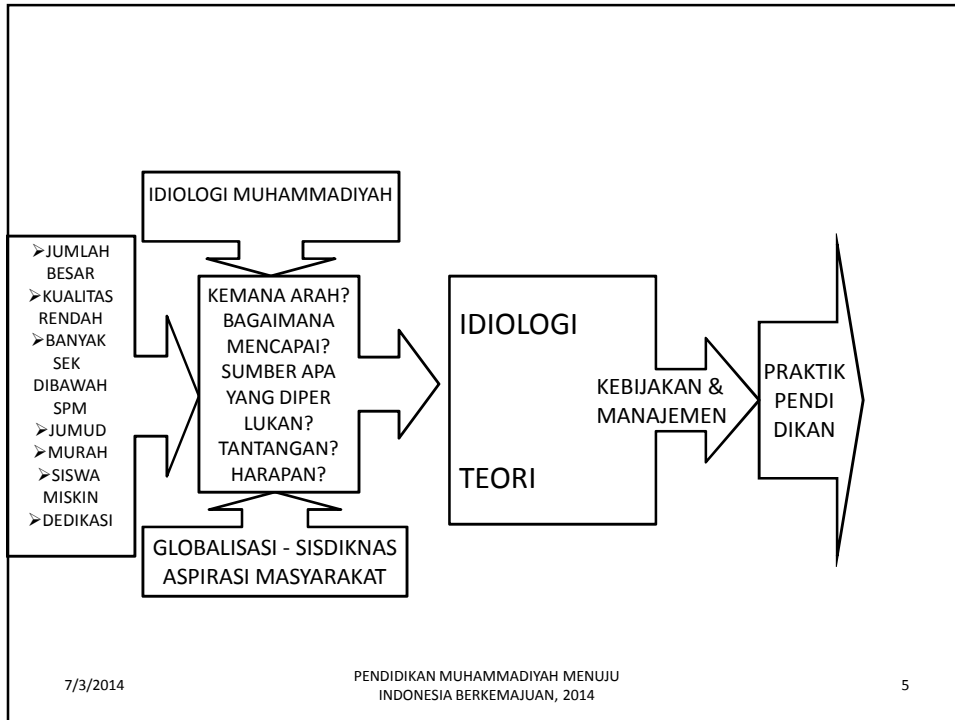 IDIOLOGI MUHAMMADIYAH
➢JUMLAH
BESAR
➢KUALITAS
RENDAH
➢BANYAK
SEK
DIBAWAH
SPM
➢JUMUD
➢MURAH
➢SISWA
MISKIN
➢DEDIKASI
KEMANA ARAH?
BAGAIMANA
MENCAPAI?
SUMBER APA
YANG DIPER
LUKAN?
TANTANGAN?
HARAPAN?
GLOBALISASI - SISDIKNAS
ASPIRASI MASYARAKAT
IDIOLOGI
TEORI
KEBIJAKAN &
MANAJEMEN
PRAKTIK
PENDI
DIKAN
7/3/2014
PENDIDIKAN MUHAMMADIYAH MENUJU
INDONESIA BERKEMAJUAN, 2014
5